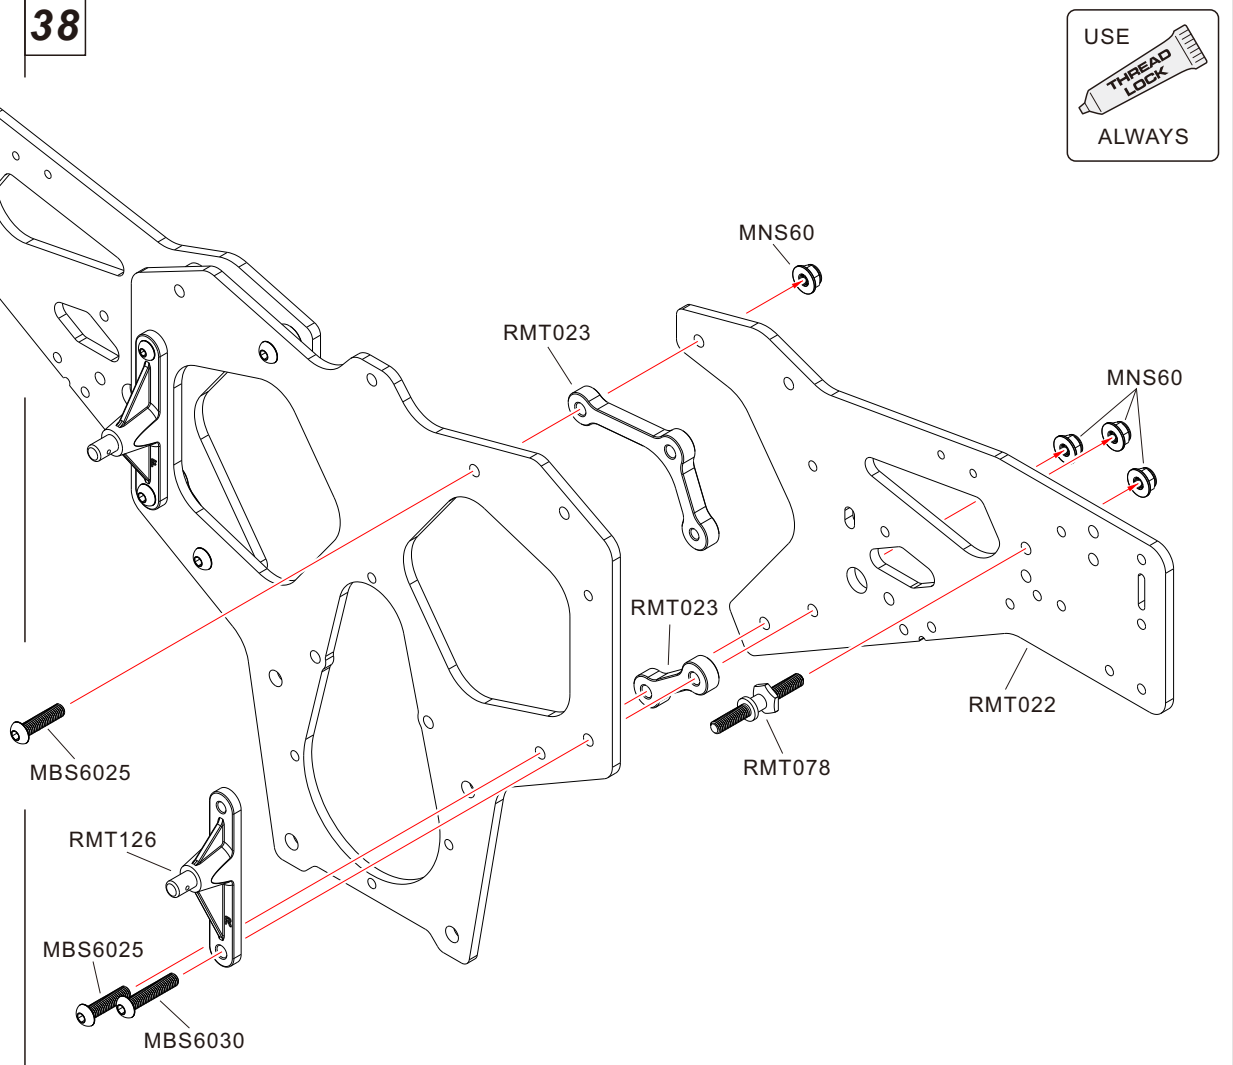 38
USE
THREAD
LOCK
ALWAYS
MNS60
RMT023
MNS60
RMT023
RMT022
RMT078
MBS6025
RMT126
MBS6025
MBS6030